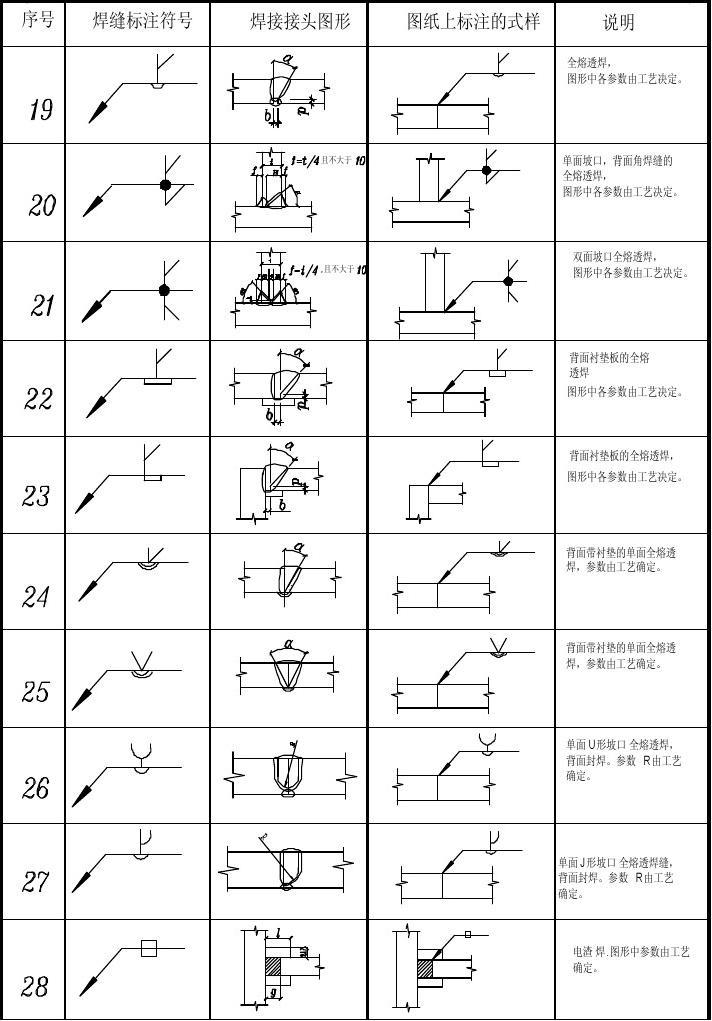 序号 焊缝标注符号 焊接接头图形 图纸上标注的式样 说明
19
a
b
p
全熔透焊，
图形中各参数由工艺决定。
20
f=t/4 且不大于 10
单面坡口，背面角焊缝的
全熔透焊，
图形中各参数由工艺决定。
21
f-i/4 .且不大于 10
双面坡口全熔透焊，
图形中各参数由工艺决定。
22
a
b
p
背面衬垫板的全熔
透焊
图形中各参数由工艺决定。
23
a
p
b
背面衬垫板的全熔透焊，
图形中各参数由工艺决定。
24
a
背面带衬垫的单面全熔透
焊，参数由工艺确定。
25
a
背面带衬垫的单面全熔透
焊，参数由工艺确定。
26
单面 U形坡口 全熔透焊，
背面封焊。参数 R由工艺
确定。
27
单面 J形坡口 全熔透焊缝，
背面封焊。参数 R由工艺
确定。
28
l
g
电渣 焊.图形中参数由工艺
确定。